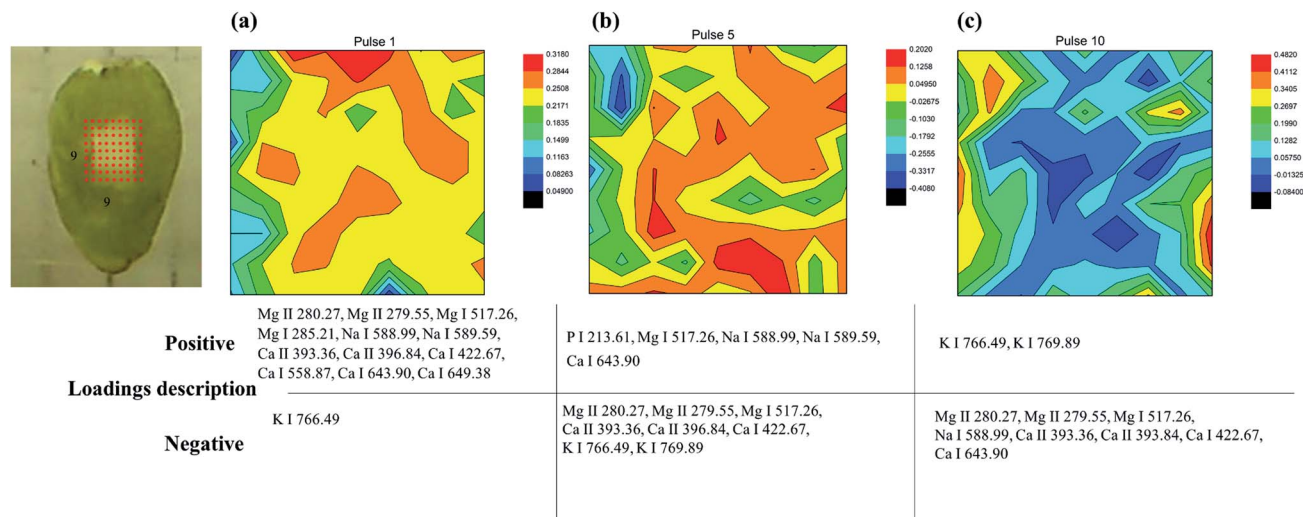 (a)
(b)
(c)
Pulse 1
Pulse 5
Pulse 10
0.3180
0.2844
0.2508
0.2171
0.1835
0.1499
0.1163
0.08263
0.04900
0.2020
0.1258
0.04950
-0.02675
-0.1030
-0.1792
-0.2555
-0.3317
-0.4080
0.4820
0.4112
0.3405
0.2697
0.1990
0.1282
0.05750
-0.01325
-0.08400
9
9
Positive
Mg II 280.27, Mg II 279.55, Mg I 517.26,
Mg I 285.21, Na I 588.99, Na I 589.59,
Ca II 393.36, Ca II 396.84, Ca I 422.67,
Ca I 558.87, Ca I 643.90, Ca I 649.38
P I 213.61, Mg I 517.26, Na I 588.99, Na I 589.59,
Ca I 643.90
K I 766.49, K I 769.89
Loadings description
Negative
K I 766.49
Mg II 280.27, Mg II 279.55, Mg I 517.26,
Ca II 393.36, Ca II 396.84, Ca I 422.67,
K I 766.49, K I 769.89
Mg II 280.27, Mg II 279.55, Mg I 517.26,
Na I 588.99, Ca II 393.36, Ca II 393.84, Ca I 422.67,
Ca I 643.90